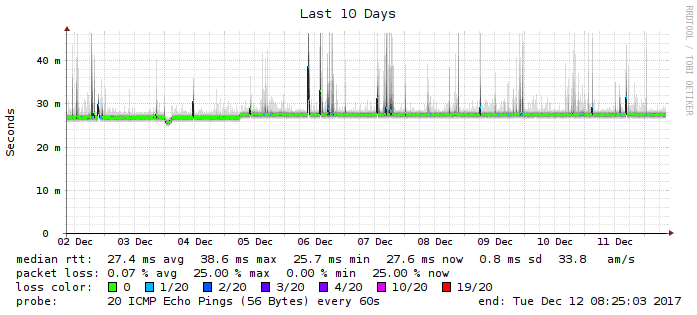 Last 10 Days
RRDTOOL / TOBI OETIKER
Seconds
40 m
30 m
20 m
10 m
0
02 Dec 03 Dec 04 Dec 05 Dec 06 Dec 07 Dec 08 Dec 09 Dec 10 Dec 11 Dec
median rtt: 27.4 ms avg 38.6 ms max 25.7 ms min 27.6 ms now 0.8 ms sd 33.8 am/s
packet loss: 0.07 % avg 25.00 % max 0.00 % min 25.00 % now
loss color: 0 1/20 2/20 3/20 4/20 10/20 19/20
probe: 20 ICMP Echo Pings (56 Bytes) every 60s end: Tue Dec 12 08:25:03 2017